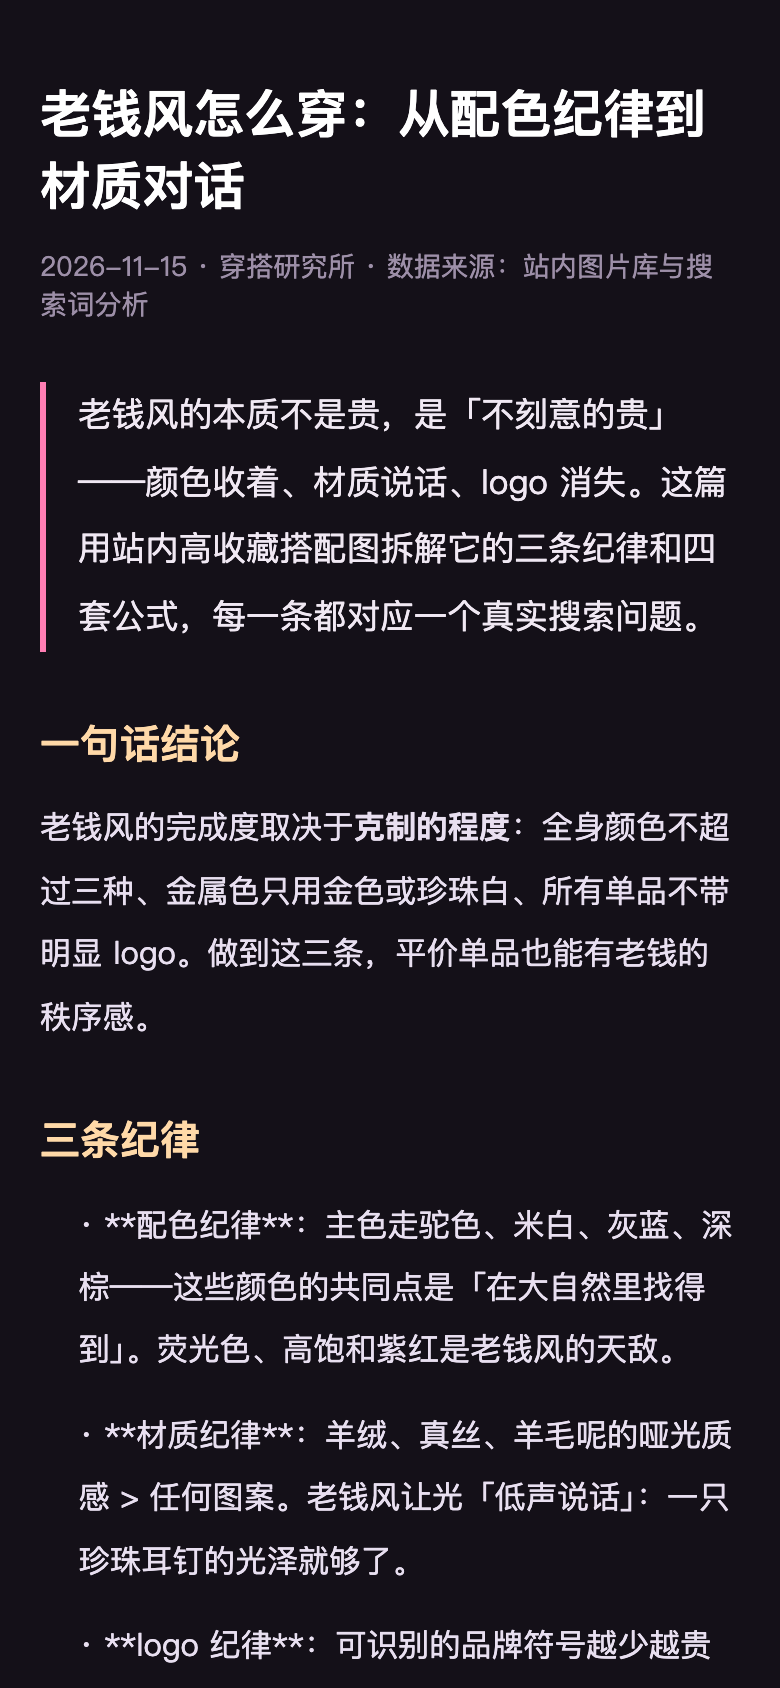 老钱风怎么穿：从配色纪律到
材质对话
2026-11-15 · 穿搭研究所 · 数据来源：站内图片库与搜
索词分析
老钱风的本质不是贵，是「不刻意的贵」
——颜色收着、材质说话、logo 消失。这篇
用站内高收藏搭配图拆解它的三条纪律和四
套公式，每一条都对应一个真实搜索问题。
一句话结论
老钱风的完成度取决于克制的程度：全身颜色不超
过三种、金属色只用金色或珍珠白、所有单品不带
明显 logo。做到这三条，平价单品也能有老钱的
秩序感。
三条纪律
· **配色纪律**：主色走驼色、米白、灰蓝、深
棕——这些颜色的共同点是「在大自然里找得
到」。荧光色、高饱和紫红是老钱风的天敌。
· **材质纪律**：羊绒、真丝、羊毛呢的哑光质
感 > 任何图案。老钱风让光「低声说话」：一只
珍珠耳钉的光泽就够了。
· **logo 纪律**：可识别的品牌符号越少越贵